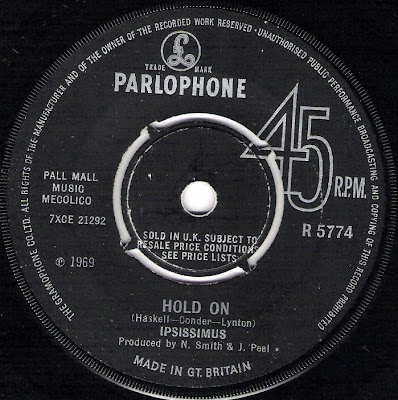 THE GRAMOPHONE CO. LTD. ALL RIGHTS OF THE MANUFACTURER AND OF THE OWNER OF THE RECORDED WORK RESERVED · UNAUTHORISED PUBLIC PERFORMANCE BROADCASTING AND COPYING OF THIS RECORD PROHIBITED
£
TRADE MARK
PARLOPHONE
45 R.P.M.
PALL MALL
MUSIC
MECOLICO
7XCE 21292
R 5774
SOLD IN U.K. SUBJECT TO
RESALE PRICE CONDITIONS
SEE PRICE LISTS
℗ 1969
HOLD ON
(Haskell—Conder—Lynton)
IPSISSIMUS
Produced by N. Smith & J. Peel
MADE IN GT. BRITAIN